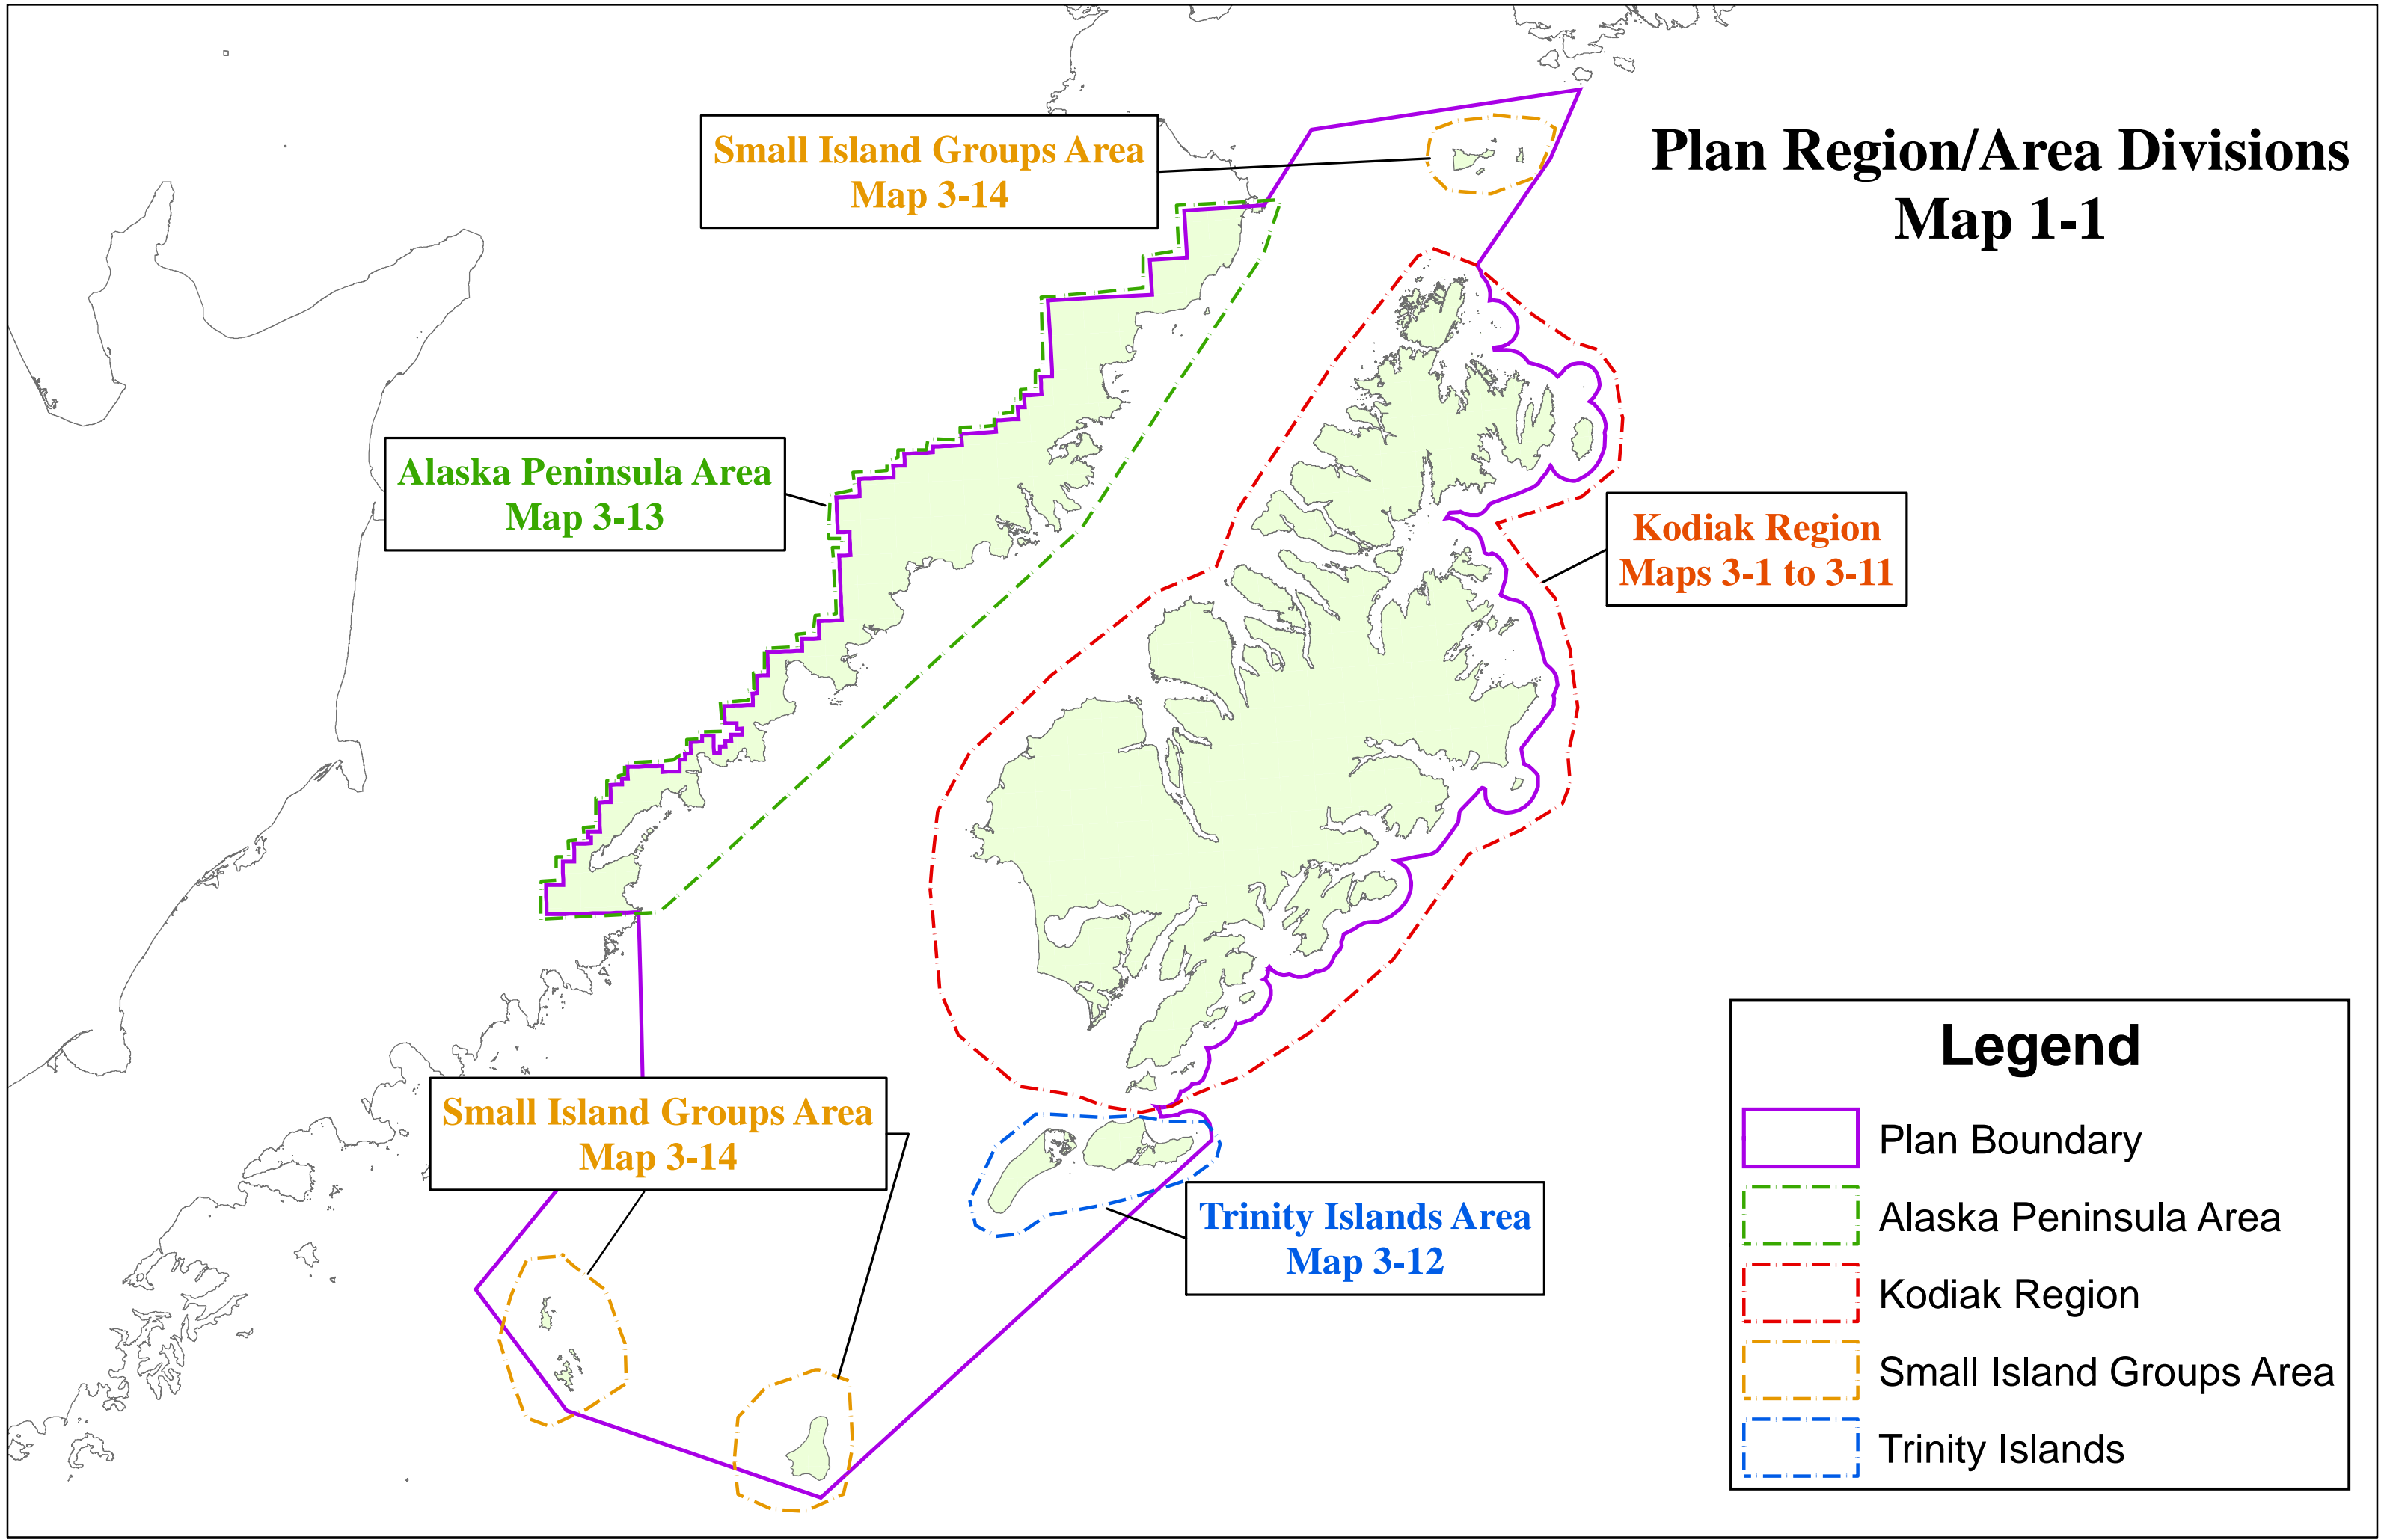 Plan Region/Area Divisions
Map 1-1
Small Island Groups Area
Map 3-14
Alaska Peninsula Area
Map 3-13
Kodiak Region
Maps 3-1 to 3-11
Small Island Groups Area
Map 3-14
Trinity Islands Area
Map 3-12
Legend
Plan Boundary
Alaska Peninsula Area
Kodiak Region
Small Island Groups Area
Trinity Islands